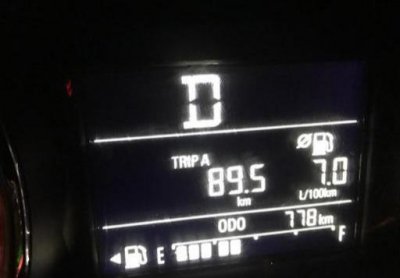 D
TRIP A
89.5 7.0
km L/100km
ODO 778 km
E F